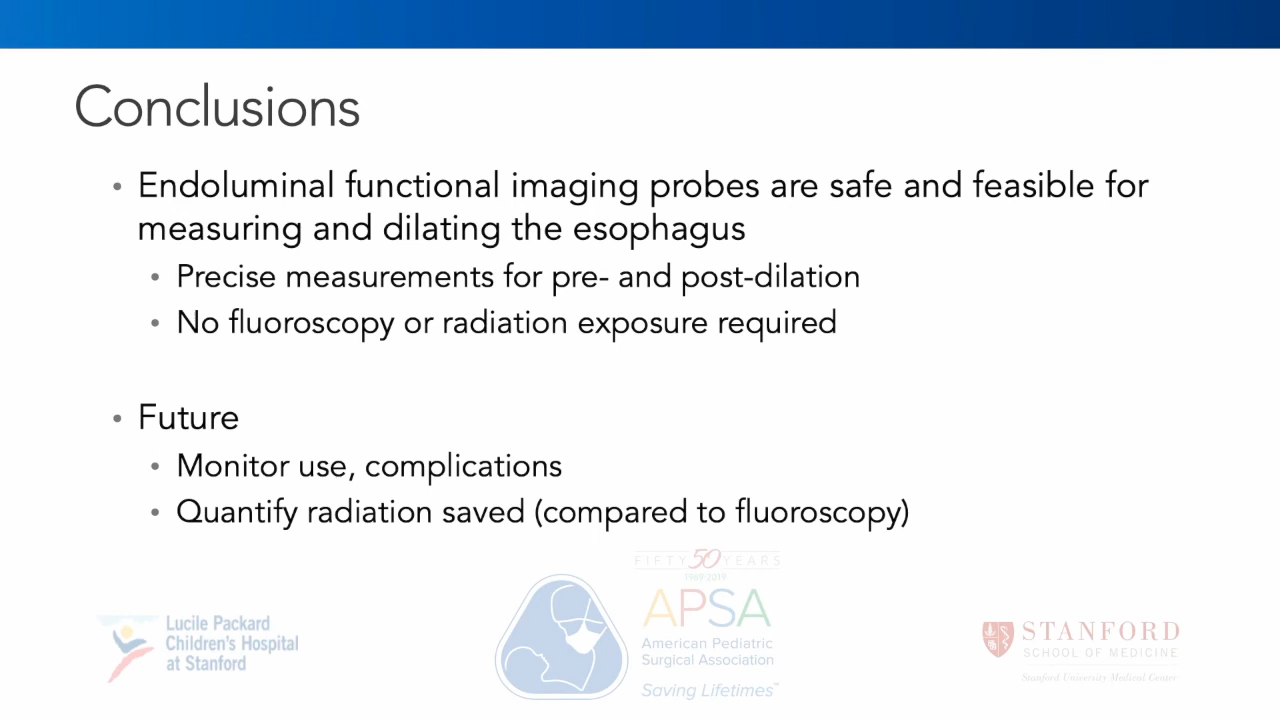 Conclusions
• Endoluminal functional imaging probes are safe and feasible for
measuring and dilating the esophagus
• Precise measurements for pre- and post-dilation
• No fluoroscopy or radiation exposure required
• Future
• Monitor use, complications
• Quantify radiation saved (compared to fluoroscopy)
FIFTY 50 YEARS
1969-2019
APSA
American Pediatric
Surgical Association
Saving Lifetimes™
Lucile Packard
Children's Hospital
at Stanford
STANFORD
SCHOOL OF MEDICINE
Stanford University Medical Center